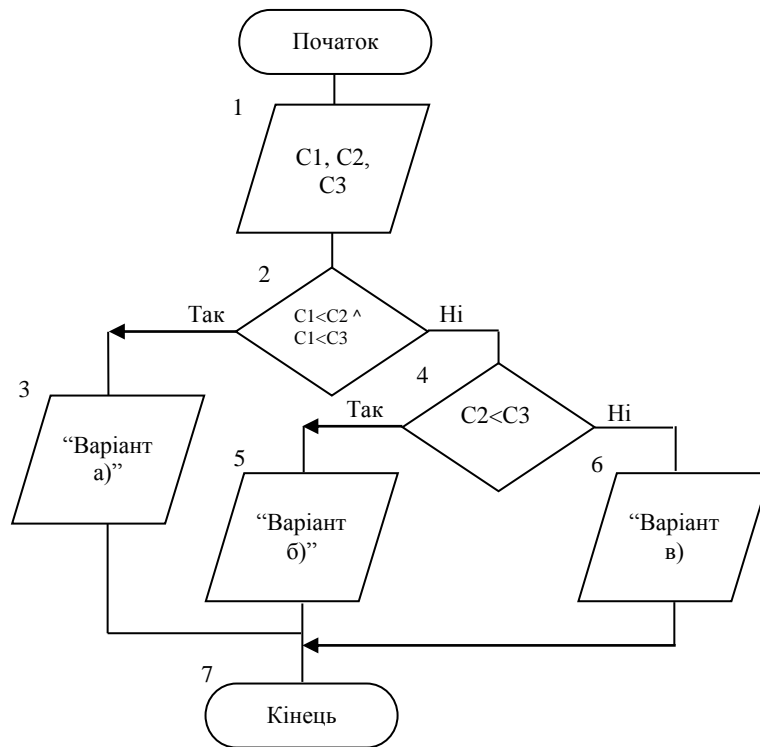 Початок
1
C1, C2,
C3
2
Так
C1<C2 ^
C1<C3
Ні
4
3
Так
C2<C3
Ні
“Варіант
а)”
5
6
“Варіант
б)”
“Варіант
в)
7
Кінець